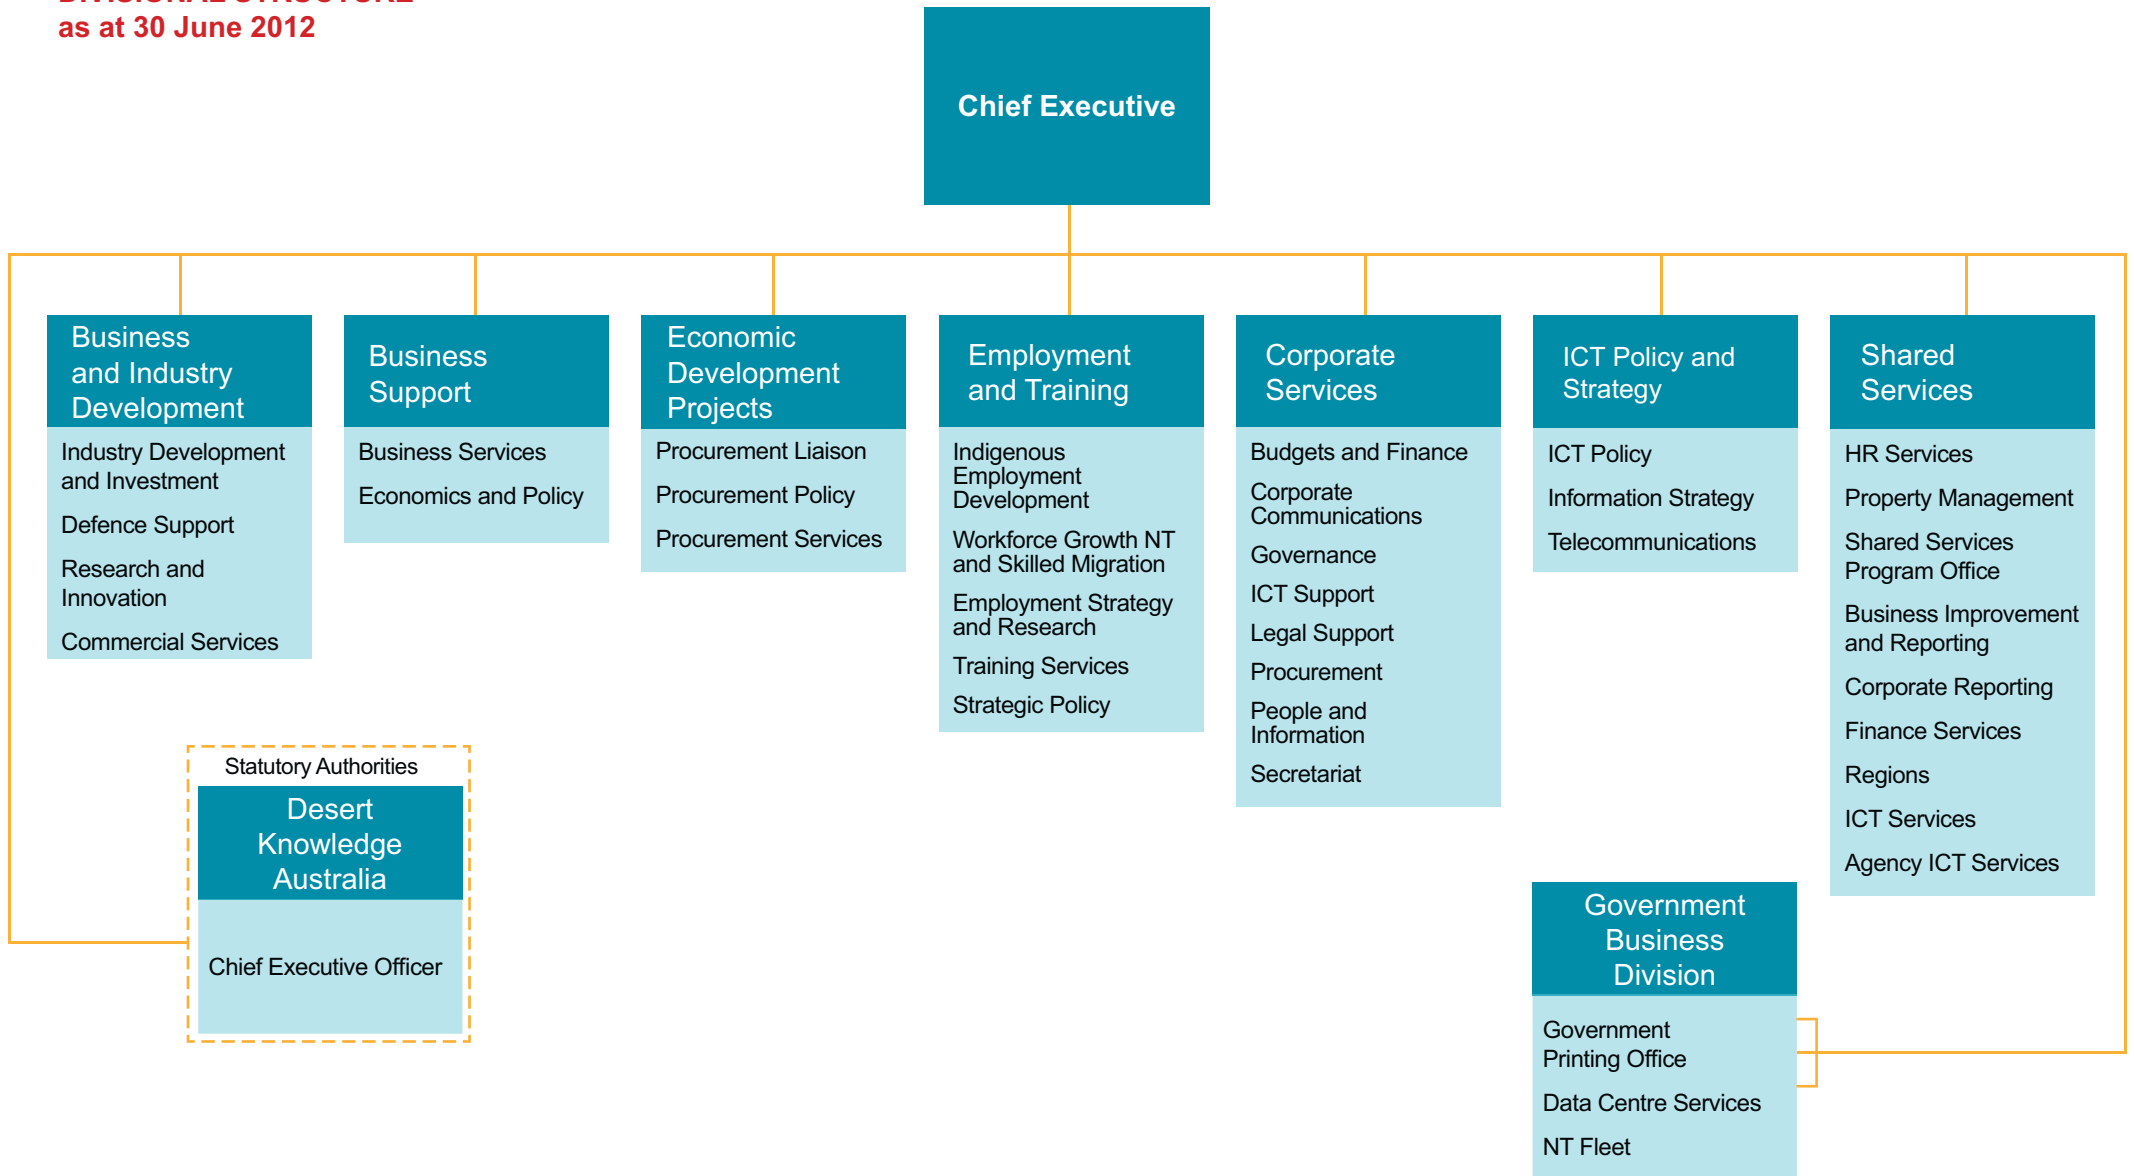 DIVISIONAL STRUCTURE
as at 30 June 2012
Chief Executive
Business
and Industry
Development
Industry Development
and Investment
Defence Support
Research and
Innovation
Commercial Services
Business
Support
Business Services
Economics and Policy
Economic
Development
Projects
Procurement Liaison
Procurement Policy
Procurement Services
Employment
and Training
Indigenous
Employment
Development
Workforce Growth NT
and Skilled Migration
Employment Strategy
and Research
Training Services
Strategic Policy
Corporate
Services
Budgets and Finance
Corporate
Communications
Governance
ICT Support
Legal Support
Procurement
People and
Information
Secretariat
ICT Policy and
Strategy
ICT Policy
Information Strategy
Telecommunications
Shared
Services
HR Services
Property Management
Shared Services
Program Office
Business Improvement
and Reporting
Corporate Reporting
Finance Services
Regions
ICT Services
Agency ICT Services
Statutory Authorities
Desert
Knowledge
Australia
Chief Executive Officer
Government
Business
Division
Government
Printing Office
Data Centre Services
NT Fleet